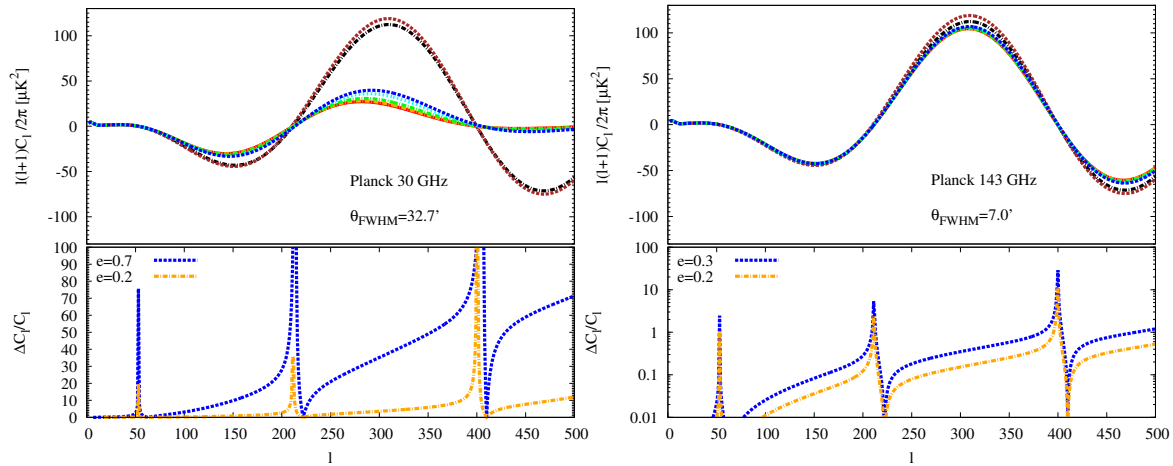 l(l+1)C_l /2π [μK²]
100
50
0
-50
-100
Planck 30 GHz
θ_FWHM=32.7'
ΔC_l/C_l
100
90
80
70
60
50
40
30
20
10
0
e=0.7
e=0.2
0 50 100 150 200 250 300 350 400 450 500
l
l(l+1)C_l /2π [μK²]
100
50
0
-50
-100
Planck 143 GHz
θ_FWHM=7.0'
ΔC_l/C_l
100
10
1
0.1
0.01
e=0.3
e=0.2
0 50 100 150 200 250 300 350 400 450 500
l